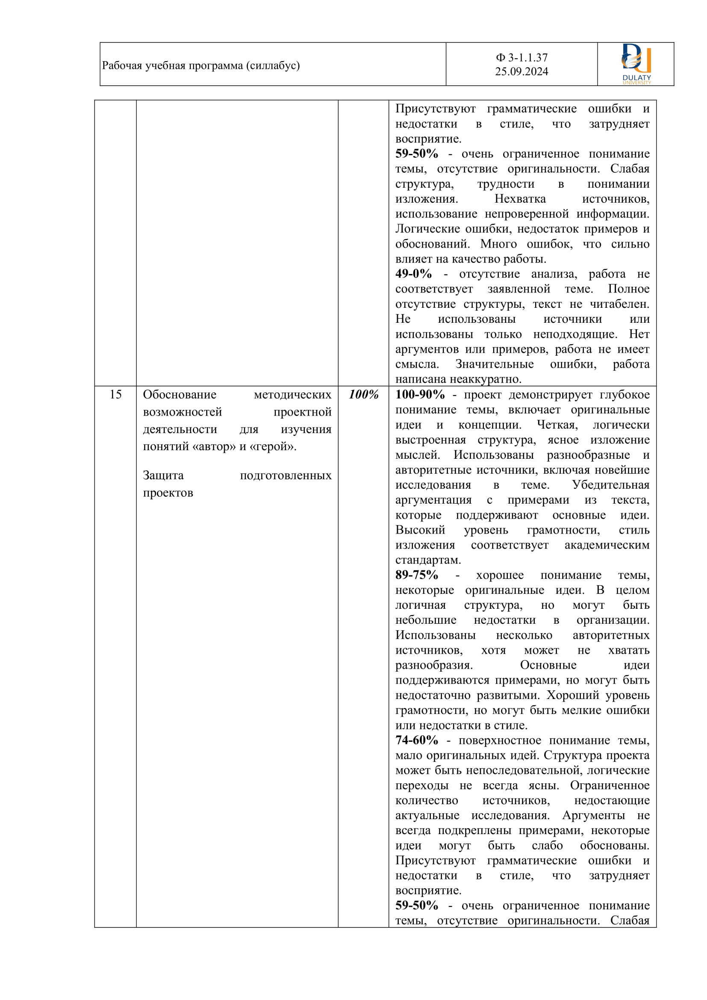 Рабочая учебная программа (силлабус)
Ф 3-1.1.37
25.09.2024
DULATY
UNIVERSITY
Присутствуют грамматические ошибки и
недостатки в стиле, что затрудняет
восприятие.
59-50% - очень ограниченное понимание
темы, отсутствие оригинальности. Слабая
структура, трудности в понимании
изложения. Нехватка источников,
использование непроверенной информации.
Логические ошибки, недостаток примеров и
обоснований. Много ошибок, что сильно
влияет на качество работы.
49-0% - отсутствие анализа, работа не
соответствует заявленной теме. Полное
отсутствие структуры, текст не читабелен.
Не использованы источники или
использованы только неподходящие. Нет
аргументов или примеров, работа не имеет
смысла. Значительные ошибки, работа
написана неаккуратно.
15
Обоснование методических
возможностей проектной
деятельности для изучения
понятий «автор» и «герой».
Защита подготовленных
проектов
100%
100-90% - проект демонстрирует глубокое
понимание темы, включает оригинальные
идеи и концепции. Четкая, логически
выстроенная структура, ясное изложение
мыслей. Использованы разнообразные и
авторитетные источники, включая новейшие
исследования в теме. Убедительная
аргументация с примерами из текста,
которые поддерживают основные идеи.
Высокий уровень грамотности, стиль
изложения соответствует академическим
стандартам.
89-75% - хорошее понимание темы,
некоторые оригинальные идеи. В целом
логичная структура, но могут быть
небольшие недостатки в организации.
Использованы несколько авторитетных
источников, хотя может не хватать
разнообразия. Основные идеи
поддерживаются примерами, но могут быть
недостаточно развитыми. Хороший уровень
грамотности, но могут быть мелкие ошибки
или недостатки в стиле.
74-60% - поверхностное понимание темы,
мало оригинальных идей. Структура проекта
может быть непоследовательной, логические
переходы не всегда ясны. Ограниченное
количество источников, недостающие
актуальные исследования. Аргументы не
всегда подкреплены примерами, некоторые
идеи могут быть слабо обоснованы.
Присутствуют грамматические ошибки и
недостатки в стиле, что затрудняет
восприятие.
59-50% - очень ограниченное понимание
темы, отсутствие оригинальности. Слабая